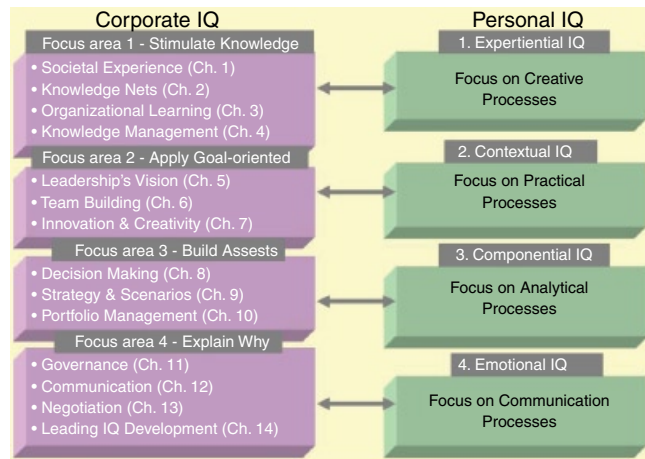 Corporate IQ
Focus area 1 - Stimulate Knowledge
• Societal Experience (Ch. 1)
• Knowledge Nets (Ch. 2)
• Organizational Learning (Ch. 3)
• Knowledge Management (Ch. 4)
Focus area 2 - Apply Goal-oriented
• Leadership's Vision (Ch. 5)
• Team Building (Ch. 6)
• Innovation & Creativity (Ch. 7)
Focus area 3 - Build Assests
• Decision Making (Ch. 8)
• Strategy & Scenarios (Ch. 9)
• Portfolio Management (Ch. 10)
Focus area 4 - Explain Why
• Governance (Ch. 11)
• Communication (Ch. 12)
• Negotiation (Ch. 13)
• Leading IQ Development (Ch. 14)
Personal IQ
1. Expertiential IQ
Focus on Creative
Processes
2. Contextual IQ
Focus on Practical
Processes
3. Componential IQ
Focus on Analytical
Processes
4. Emotional IQ
Focus on Communication
Processes